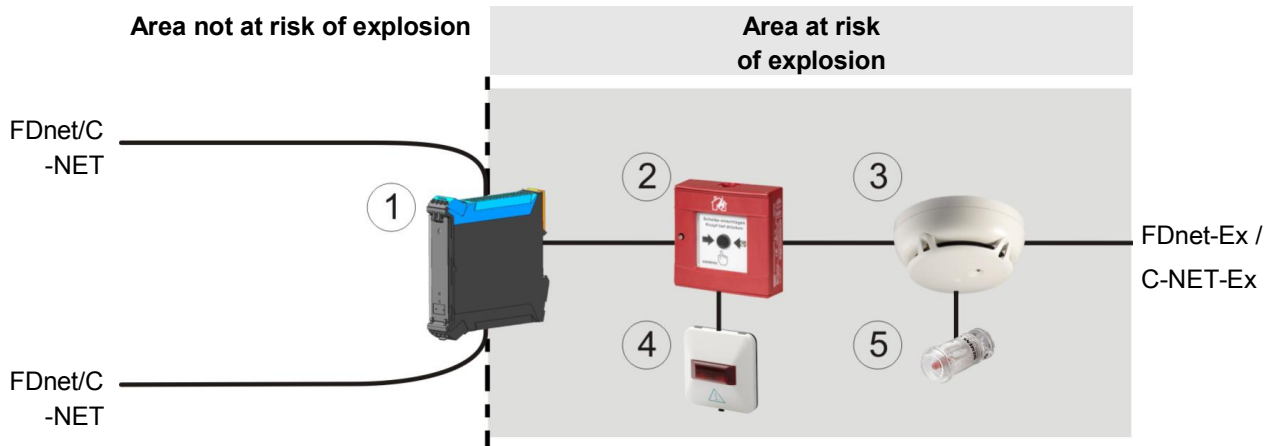 Area not at risk of explosion
Area at risk
of explosion
FDnet/C
-NET
1
2
3
FDnet-Ex /
C-NET-Ex
4
5
FDnet/C
-NET